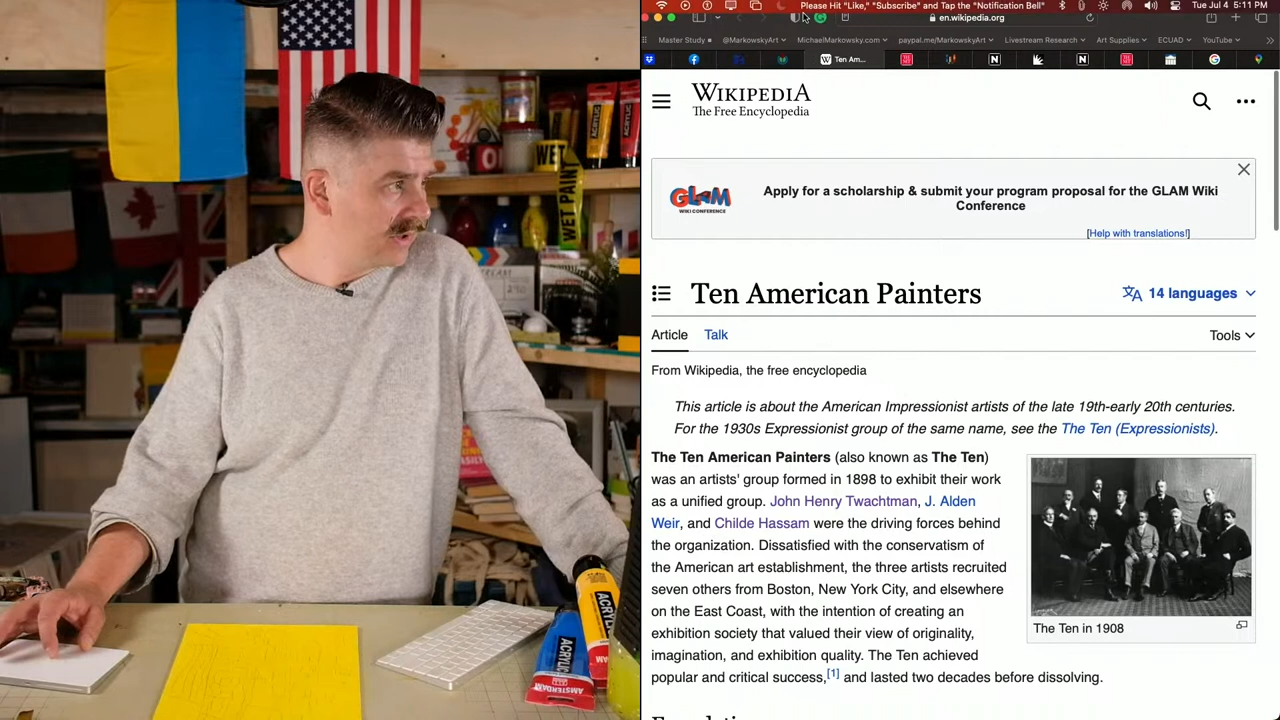 Please Hit "Like," "Subscribe" and Tap the "Notification Bell"
Tue Jul 4 5:11 PM
en.wikipedia.org
Master Study
@MarkowskyArt
MichaelMarkowsky.com
paypal.me/MarkowskyArt
Livestream Research
Art Supplies
ECUAD
YouTube
Ten Am...
WIKIPEDIA
The Free Encyclopedia
GLAM
WIKI CONFERENCE
Apply for a scholarship & submit your program proposal for the GLAM Wiki
Conference
[Help with translations!]
Ten American Painters
14 languages
Article
Talk
Tools
From Wikipedia, the free encyclopedia
This article is about the American Impressionist artists of the late 19th-early 20th centuries.
For the 1930s Expressionist group of the same name, see the The Ten (Expressionists).
The Ten American Painters (also known as The Ten)
was an artists' group formed in 1898 to exhibit their work
as a unified group. John Henry Twachtman, J. Alden
Weir, and Childe Hassam were the driving forces behind
the organization. Dissatisfied with the conservatism of
the American art establishment, the three artists recruited
seven others from Boston, New York City, and elsewhere
on the East Coast, with the intention of creating an
exhibition society that valued their view of originality,
imagination, and exhibition quality. The Ten achieved
popular and critical success,[1] and lasted two decades before dissolving.
The Ten in 1908
WET
WET PAINT
ACRYLIC
ACRYLIC
ACRYLIC
ACRYLIC
AMSTERDAM